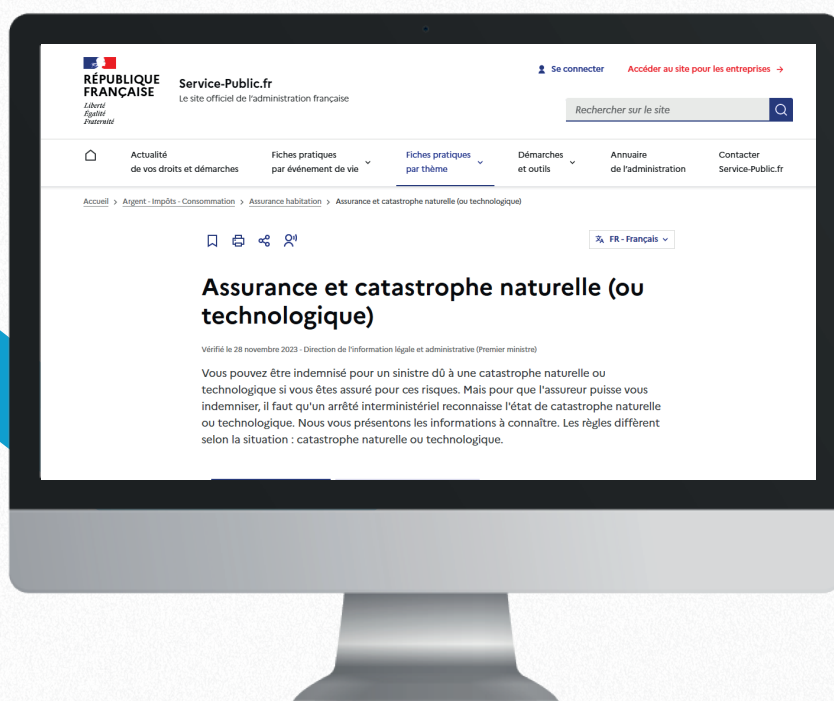 RÉPUBLIQUE
FRANÇAISE
Liberté
Égalité
Fraternité
Service-Public.fr
Le site officiel de l'administration française
Se connecter
Accéder au site pour les entreprises →
Rechercher sur le site
Actualité
de vos droits et démarches
Fiches pratiques
par événement de vie
Fiches pratiques
par thème
Démarches
et outils
Annuaire
de l'administration
Contacter
Service-Public.fr
Accueil > Argent - Impôts - Consommation > Assurance habitation > Assurance et catastrophe naturelle (ou technologique)
FR - Français
Assurance et catastrophe naturelle (ou
technologique)
Vérifié le 28 novembre 2023 - Direction de l'information légale et administrative (Premier ministre)
Vous pouvez être indemnisé pour un sinistre dû à une catastrophe naturelle ou
technologique si vous êtes assuré pour ces risques. Mais pour que l'assureur puisse vous
indemniser, il faut qu'un arrêté interministériel reconnaisse l'état de catastrophe naturelle
ou technologique. Nous vous présentons les informations à connaître. Les règles diffèrent
selon la situation : catastrophe naturelle ou technologique.